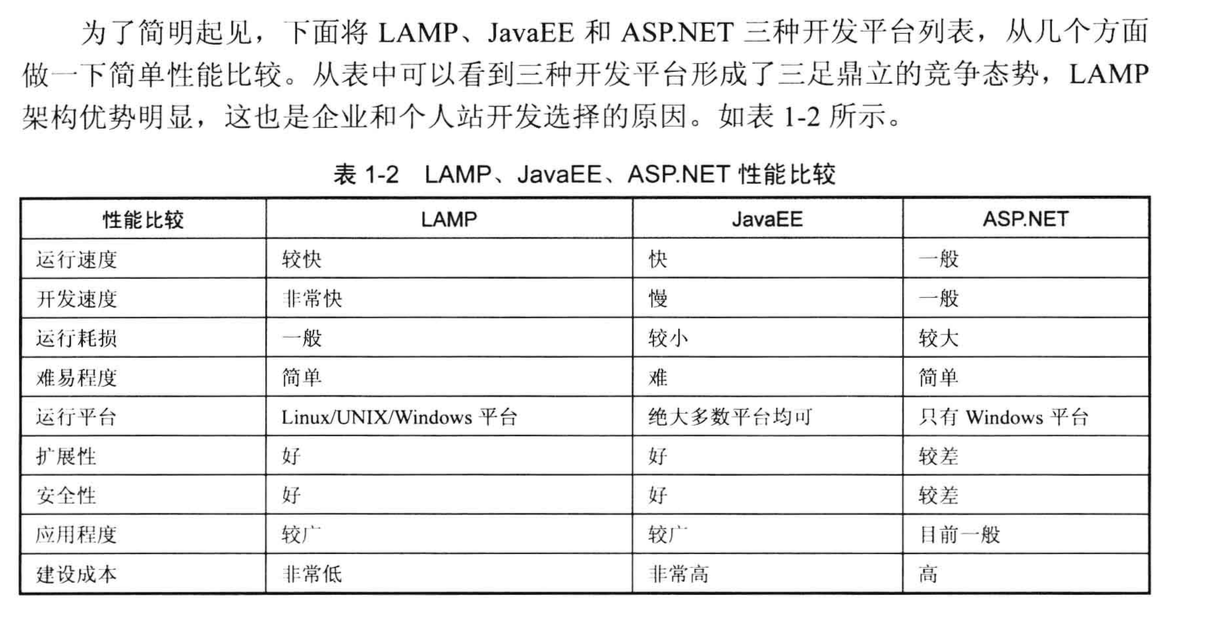 为了简明起见，下面将 LAMP、JavaEE 和 ASP.NET 三种开发平台列表，从几个方面
做一下简单性能比较。从表中可以看到三种开发平台形成了三足鼎立的竞争态势，LAMP
架构优势明显，这也是企业和个人站开发选择的原因。如表 1-2 所示。
表 1-2 LAMP、JavaEE、ASP.NET 性能比较
性能比较 LAMP JavaEE ASP.NET
运行速度 较快 快 一般
开发速度 非常快 慢 一般
运行耗损 一般 较小 较大
难易程度 简单 难 简单
运行平台 Linux/UNIX/Windows 平台 绝大多数平台均可 只有 Windows 平台
扩展性 好 好 较差
安全性 好 好 较差
应用程度 较广 较广 目前一般
建设成本 非常低 非常高 高